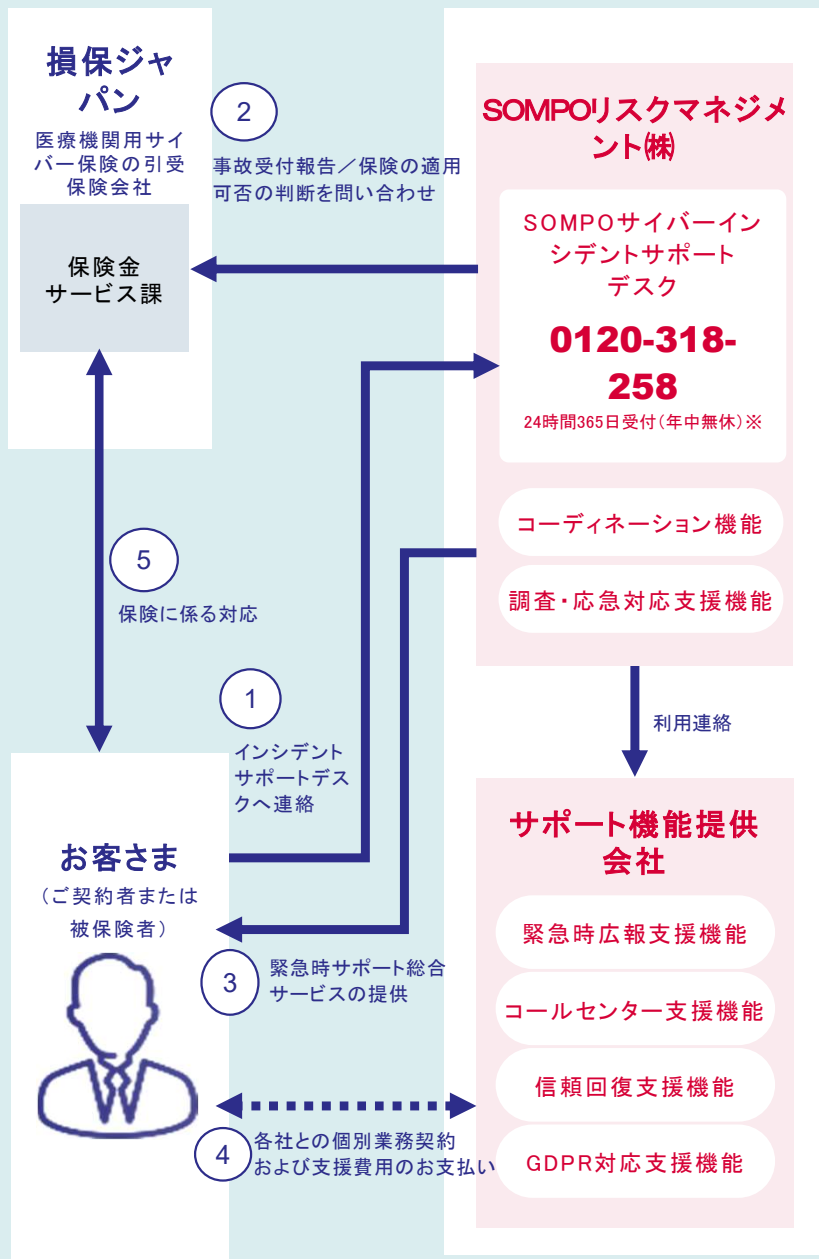 損保ジャ
パン
医療機関用サイ
バー保険の引受
保険会社
保険金
サービス課
2
事故受付報告／保険の適用
可否の判断を問い合わせ
SOMPOリスクマネジメ
ント㈱
SOMPOサイバーイン
シデントサポート
デスク
0120-318-
258
24時間365日受付（年中無休）※
コーディネーション機能
調査・応急対応支援機能
5
保険に係る対応
1
インシデント
サポートデス
クへ連絡
利用連絡
お客さま
（ご契約者または
被保険者）
3
緊急時サポート総合
サービスの提供
4
各社との個別業務契約
および支援費用のお支払い
サポート機能提供
会社
緊急時広報支援機能
コールセンター支援機能
信頼回復支援機能
GDPR対応支援機能